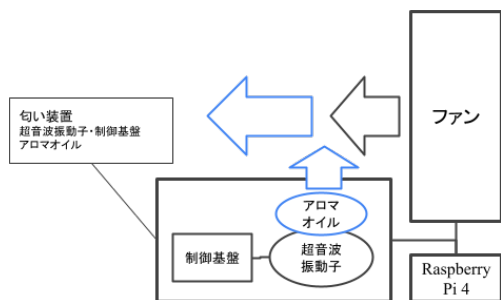 匂い装置
超音波振動子・制御基盤
アロマオイル
ファン
アロマ
オイル
制御基盤
超音波
振動子
Raspberry
Pi 4